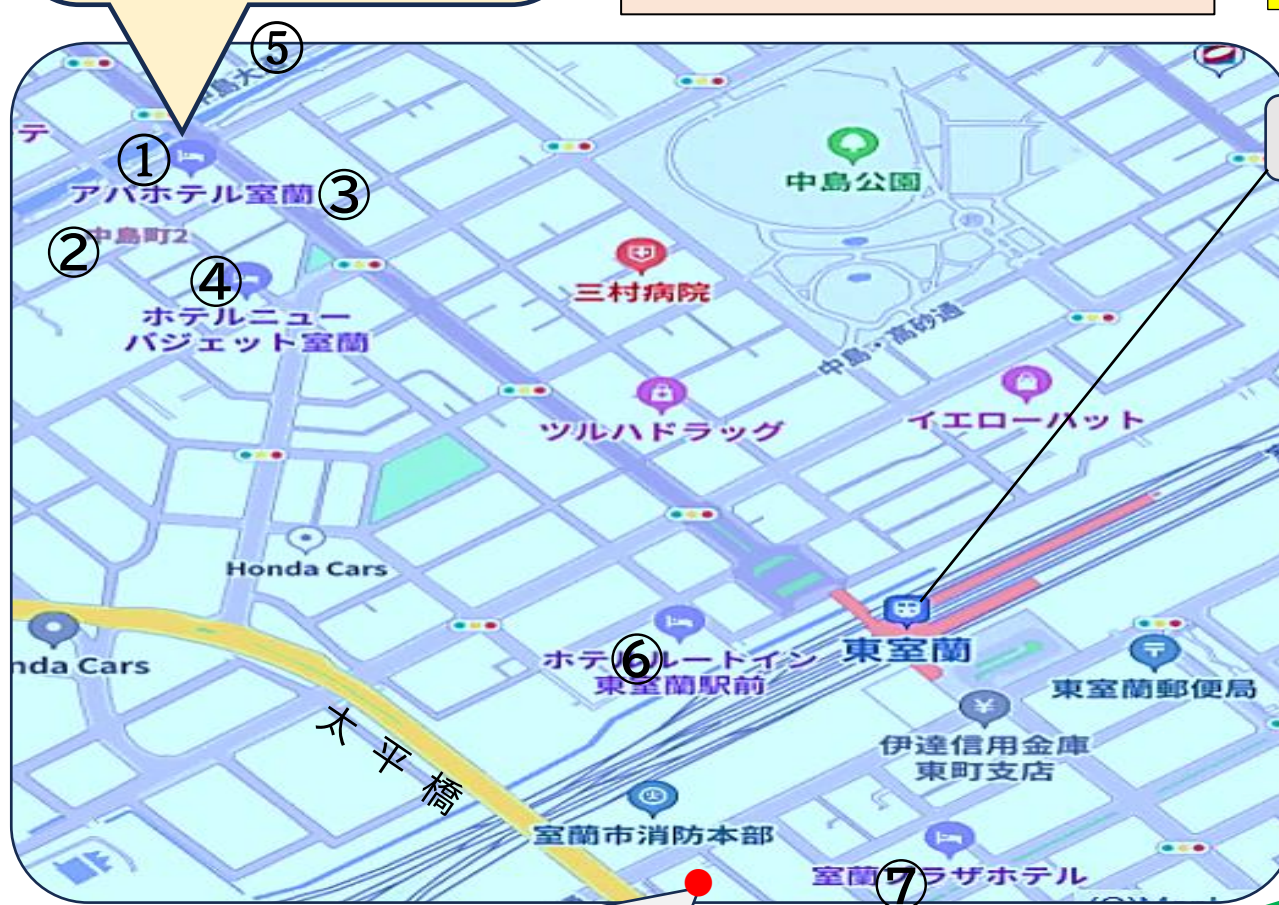 ⑤
中島大
テ
①
アパホテル室蘭
③
中島公園
②
中島町2
④
ホテルニュー
バジェット室蘭
三村病院
中島・高砂通
ツルハドラッグ
イエローハット
Honda Cars
nda Cars
⑥
ホテルルートイン
東室蘭駅前
東室蘭
東室蘭郵便局
伊達信用金庫
東町支店
太平橋
室蘭市消防本部
室蘭プラザホテル
⑦